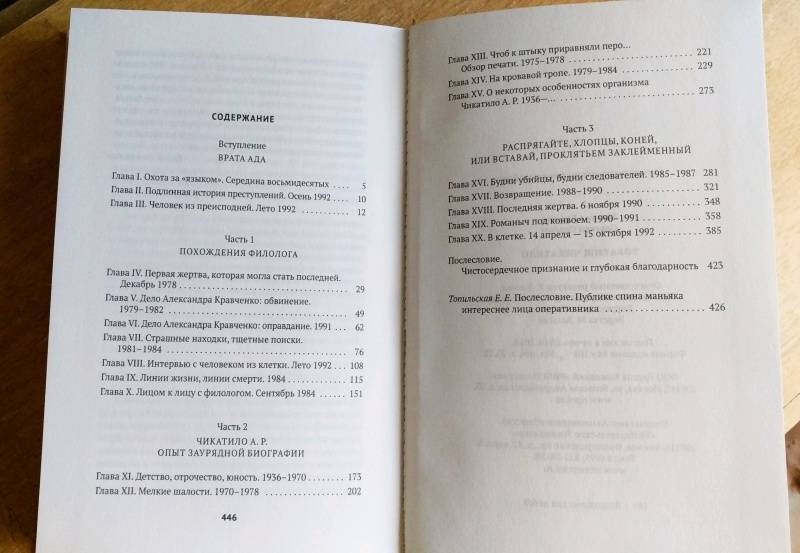 СОДЕРЖАНИЕ
Вступление
ВРАТА АДА
Глава I. Охота за «языком». Середина восьмидесятых .... 5
Глава II. Подлинная история преступлений. Осень 1992 .... 10
Глава III. Человек из преисподней. Лето 1992 ........... 12
Часть 1
ПОХОЖДЕНИЯ ФИЛОЛОГА
Глава IV. Первая жертва, которая могла стать последней.
Декабрь 1978 ................................ 29
Глава V. Дело Александра Кравченко: обвинение.
1979–1982 ................................... 49
Глава VI. Дело Александра Кравченко: оправдание. 1991 ... 62
Глава VII. Страшные находки, тщетные поиски.
1981–1984 ................................... 76
Глава VIII. Интервью с человеком из клетки. Лето 1992 ... 108
Глава IX. Линии жизни, линии смерти. 1984 ............ 115
Глава X. Лицом к лицу с филологом. Сентябрь 1984 ...... 151
Часть 2
ЧИКАТИЛО А. Р.
ОПЫТ ЗАУРЯДНОЙ БИОГРАФИИ
Глава XI. Детство, отрочество, юность. 1936–1970 ....... 173
Глава XII. Мелкие шалости. 1970–1978 ................ 202
446
Глава XIII. Чтоб к штыку приравняли перо...
Обзор печати. 1975–1978 ...................... 221
Глава XIV. На кровавой тропе. 1979–1984 .............. 229
Глава XV. О некоторых особенностях организма
Чикатило А. Р. 1936—... ....................... 273
Часть 3
РАСПРЯГАЙТЕ, ХЛОПЦЫ, КОНЕЙ,
ИЛИ ВСТАВАЙ, ПРОКЛЯТЬЕМ ЗАКЛЕЙМЕННЫЙ
Глава XVI. Будни убийцы, будни следователей. 1985–1987 281
Глава XVII. Возвращение. 1988–1990 .................. 321
Глава XVIII. Последняя жертва. 6 ноября 1990 .......... 348
Глава XIX. Романыч под конвоем. 1990–1991 ........... 358
Глава XX. В клетке. 14 апреля — 15 октября 1992 ........ 385
Послесловие.
Чистосердечное признание и глубокая благодарность 423
Топильская Е. Е. Послесловие. Публике спина маньяка
интереснее лица оперативника ................. 426